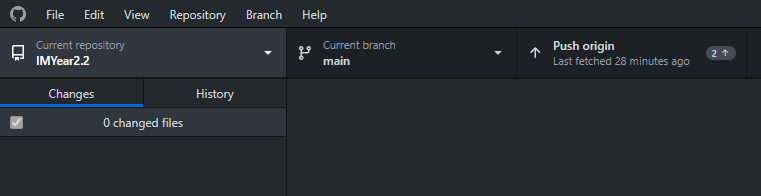 File Edit View Repository Branch Help
Current repository
IMYear2.2
Current branch
main
Push origin
Last fetched 28 minutes ago
2
Changes History
0 changed files